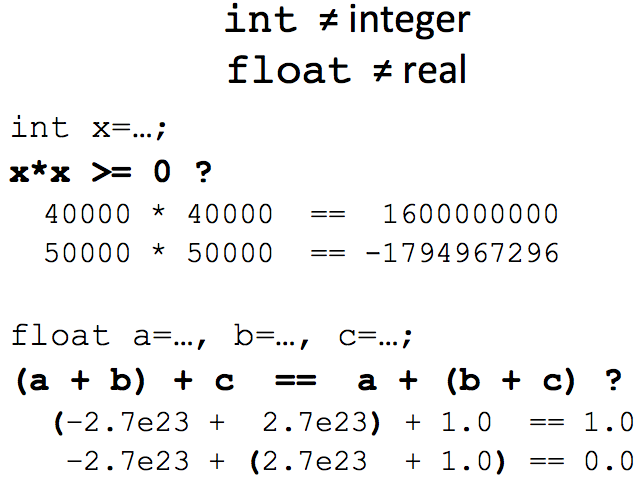 int ≠ integer
float ≠ real
int x=…;
x*x >= 0 ?
40000 * 40000 == 1600000000
50000 * 50000 == -1794967296
float a=…, b=…, c=…;
(a + b) + c == a + (b + c) ?
(-2.7e23 + 2.7e23) + 1.0 == 1.0
-2.7e23 + (2.7e23 + 1.0) == 0.0